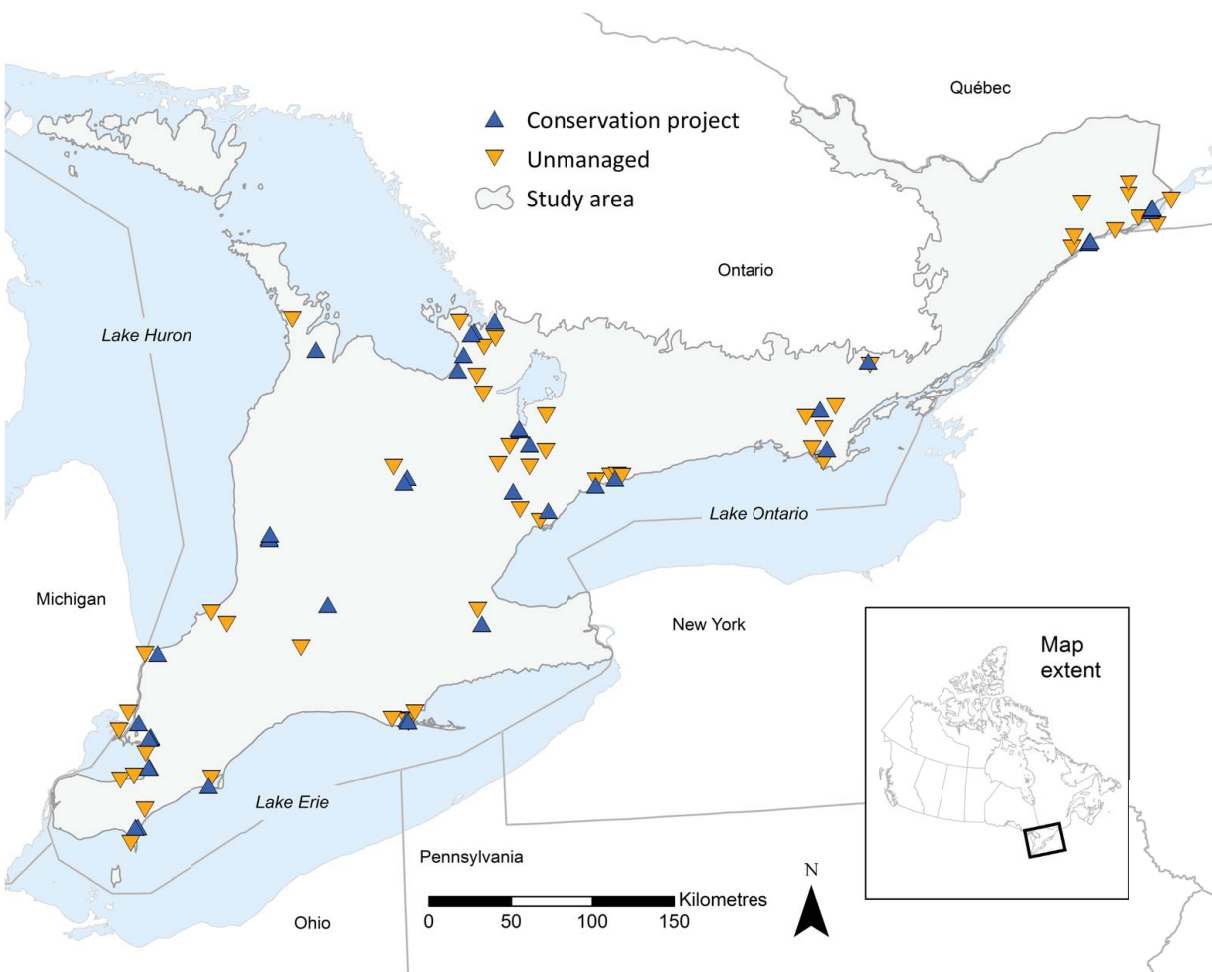 Québec
Conservation project
Unmanaged
Study area
Ontario
Lake Huron
Lake Ontario
Michigan
New York
Map
extent
Lake Erie
Pennsylvania
N
Kilometres
0 50 100 150
Ohio